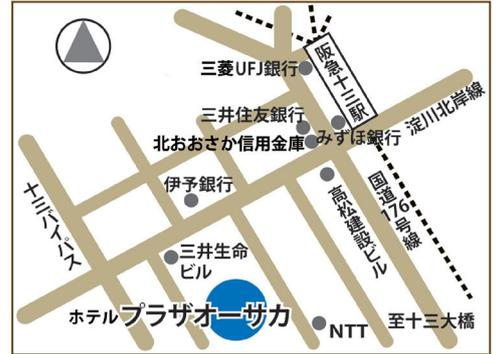 三菱UFJ銀行
阪急十三駅
三井住友銀行
みずほ銀行
北おおさか信用金庫
淀川北岸線
伊予銀行
高松建設ビル
国道176号線
十三バイパス
三井生命
ビル
ホテル プラザオーサカ
NTT
至十三大橋